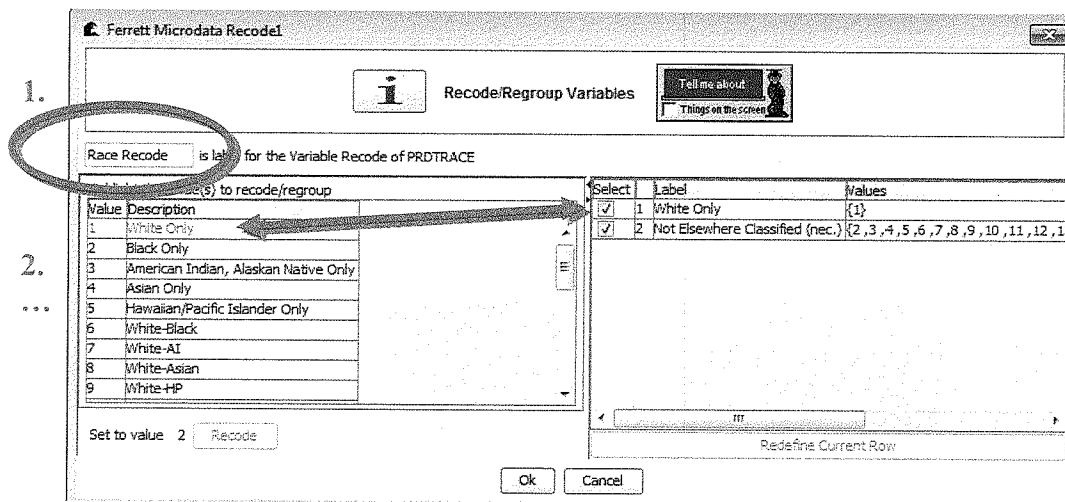 Ferrett Microdata Recode1
1.
i
Recode/Regroup Variables
Tell me about
Things on the screen
Race Recode is label for the Variable Recode of PRDTRACE
(s) to recode/regroup
Value Description
1 White Only
2 Black Only
3 American Indian, Alaskan Native Only
4 Asian Only
5 Hawaiian/Pacific Islander Only
6 White-Black
7 White-AI
8 White-Asian
9 White-HP
2.
...
Select Label Values
1 White Only {1}
2 Not Elsewhere Classified (nec.) {2 ,3 ,4 ,5 ,6 ,7 ,8 ,9 ,10 ,11 ,12 ,1
Set to value 2 Recode
Redefine Current Row
Ok Cancel